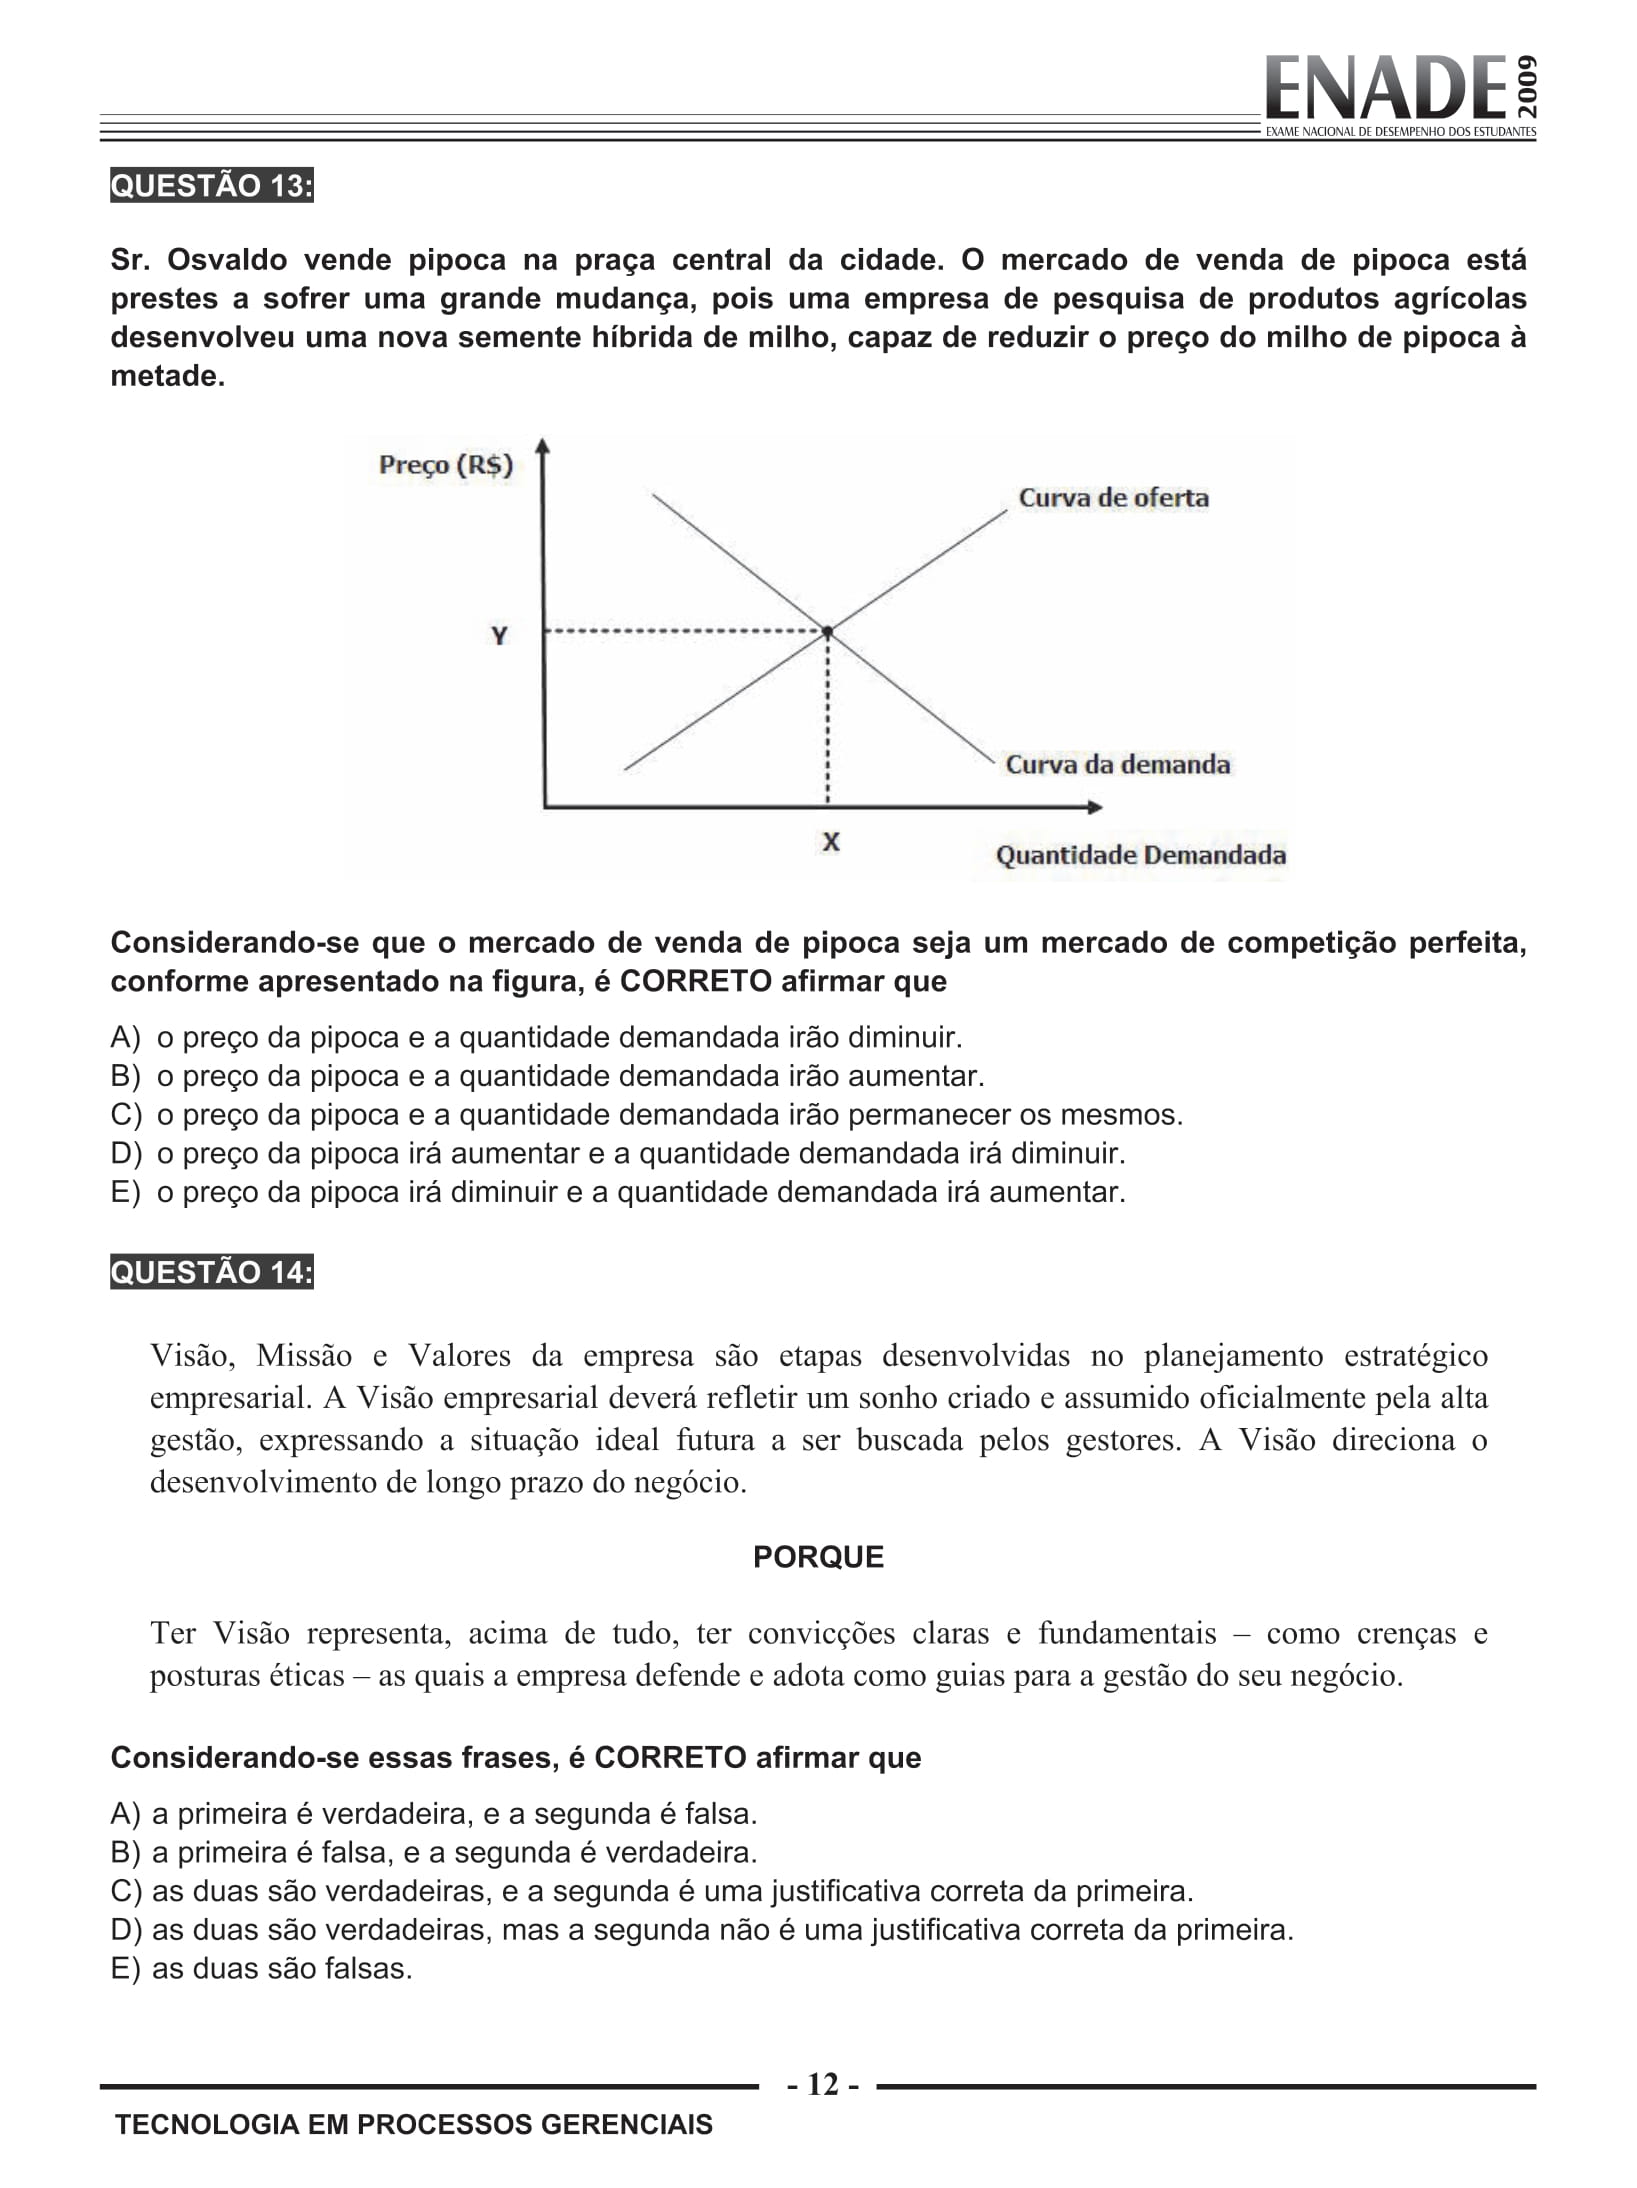 ENADE 2009
EXAME NACIONAL DE DESEMPENHO DOS ESTUDANTES
QUESTÃO 13:
Sr. Osvaldo vende pipoca na praça central da cidade. O mercado de venda de pipoca está
prestes a sofrer uma grande mudança, pois uma empresa de pesquisa de produtos agrícolas
desenvolveu uma nova semente híbrida de milho, capaz de reduzir o preço do milho de pipoca à
metade.
Preço (R$)
Curva de oferta
Y
Curva da demanda
X
Quantidade Demandada
Considerando-se que o mercado de venda de pipoca seja um mercado de competição perfeita,
conforme apresentado na figura, é CORRETO afirmar que
A) o preço da pipoca e a quantidade demandada irão diminuir.
B) o preço da pipoca e a quantidade demandada irão aumentar.
C) o preço da pipoca e a quantidade demandada irão permanecer os mesmos.
D) o preço da pipoca irá aumentar e a quantidade demandada irá diminuir.
E) o preço da pipoca irá diminuir e a quantidade demandada irá aumentar.
QUESTÃO 14:
Visão, Missão e Valores da empresa são etapas desenvolvidas no planejamento estratégico
empresarial. A Visão empresarial deverá refletir um sonho criado e assumido oficialmente pela alta
gestão, expressando a situação ideal futura a ser buscada pelos gestores. A Visão direciona o
desenvolvimento de longo prazo do negócio.
PORQUE
Ter Visão representa, acima de tudo, ter convicções claras e fundamentais – como crenças e
posturas éticas – as quais a empresa defende e adota como guias para a gestão do seu negócio.
Considerando-se essas frases, é CORRETO afirmar que
A) a primeira é verdadeira, e a segunda é falsa.
B) a primeira é falsa, e a segunda é verdadeira.
C) as duas são verdadeiras, e a segunda é uma justificativa correta da primeira.
D) as duas são verdadeiras, mas a segunda não é uma justificativa correta da primeira.
E) as duas são falsas.
- 12 -
TECNOLOGIA EM PROCESSOS GERENCIAIS